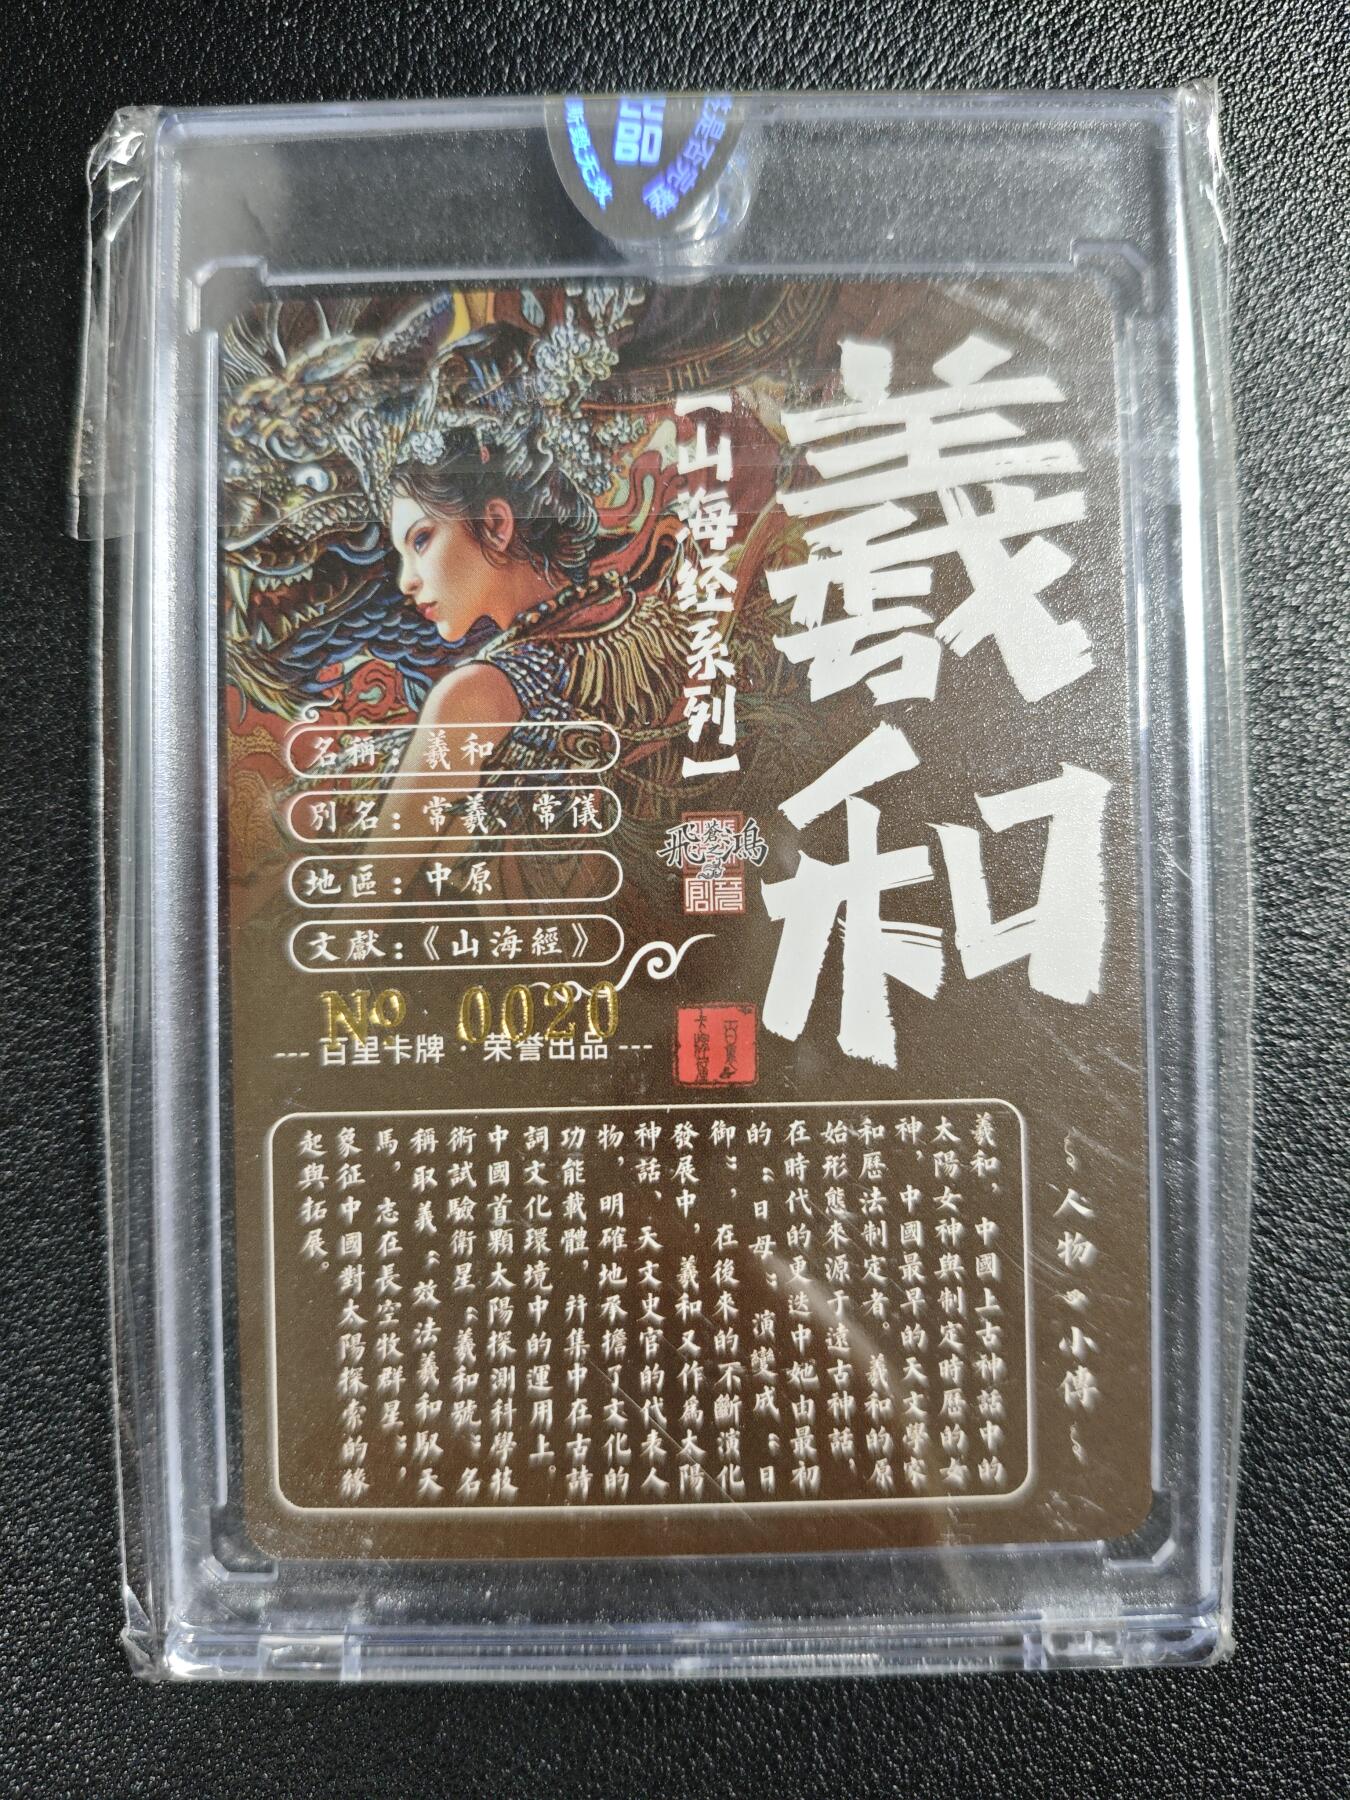 羲和
【山海经系列】
飛鴻
名稱：羲和
別名：常羲、常儀
地區：中原
文獻：《山海經》
No 0020
--- 百里卡牌 · 荣誉出品 ---
人物 小傳
羲和，中國上古神話中的
太陽女神與制定時曆的女
神，中國最早的天文學家
和歷法制定者。羲和的原
始形態來源于遠古神話，
在時代的更迭中她由最初
的“日母”演變成“日
御”，在後來的不斷演化
發展中，羲和又作爲太陽
神話、天文史官的代表人
物，明確地承擔了文化的
功能載體，并集中在古詩
詞文化環境中的運用上。
中國首顆太陽探測科學技
術試驗衛星“羲和號”名
稱取義“效法羲和馭天
馬，志在長空牧群星”，
象征中國對太陽探索的緣
起與拓展。